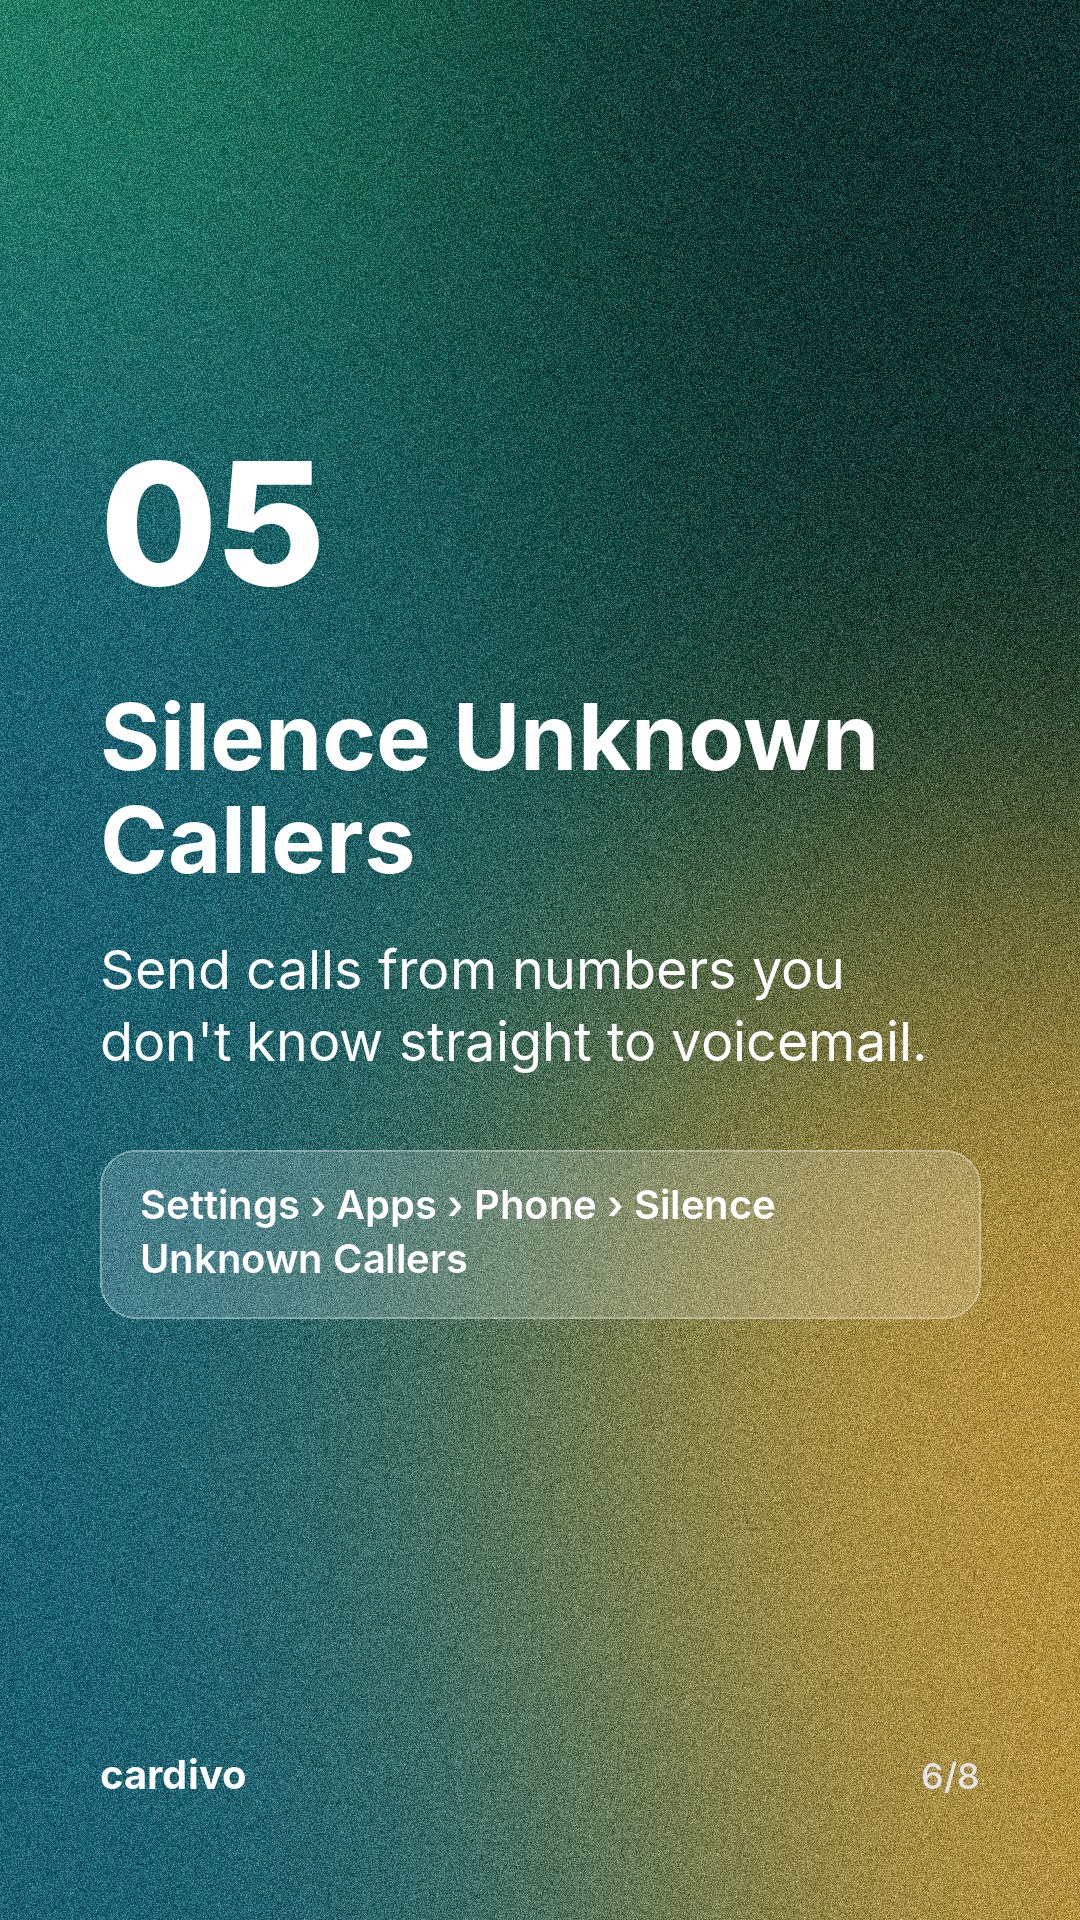 05
Silence Unknown
Callers
Send calls from numbers you
don't know straight to voicemail.
Settings › Apps › Phone › Silence
Unknown Callers
cardivo
6/8